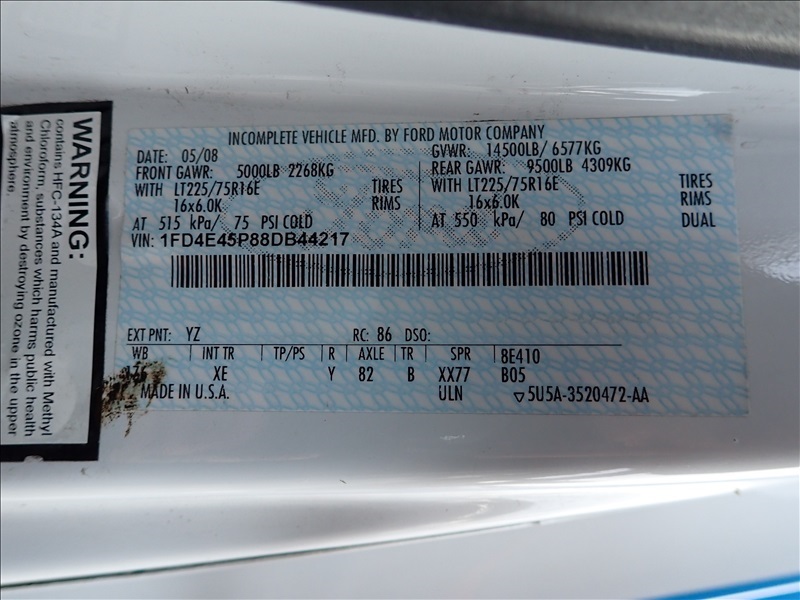 WARNING:
contains HFC-134A and manufactured with Methyl
Chloroform, substances which harms public health
and environment by destroying ozone in the upper
atmosphere.
INCOMPLETE VEHICLE MFD. BY FORD MOTOR COMPANY
DATE: 05/08 GVWR: 14500LB/ 6577KG
FRONT GAWR: 5000LB 2268KG REAR GAWR: 9500LB 4309KG
WITH LT225/75R16E TIRES WITH LT225/75R16E TIRES
16x6.0K RIMS 16x6.0K RIMS
AT 515 kPa/ 75 PSI COLD AT 550 kPa/ 80 PSI COLD DUAL
VIN: 1FD4E45P88DB44217
EXT PNT: YZ RC: 86 DSO:
WB INT TR TP/PS R AXLE TR SPR 8E410
XE Y 82 B XX77 B05
MADE IN U.S.A. ULN ▽5U5A-3520472-AA